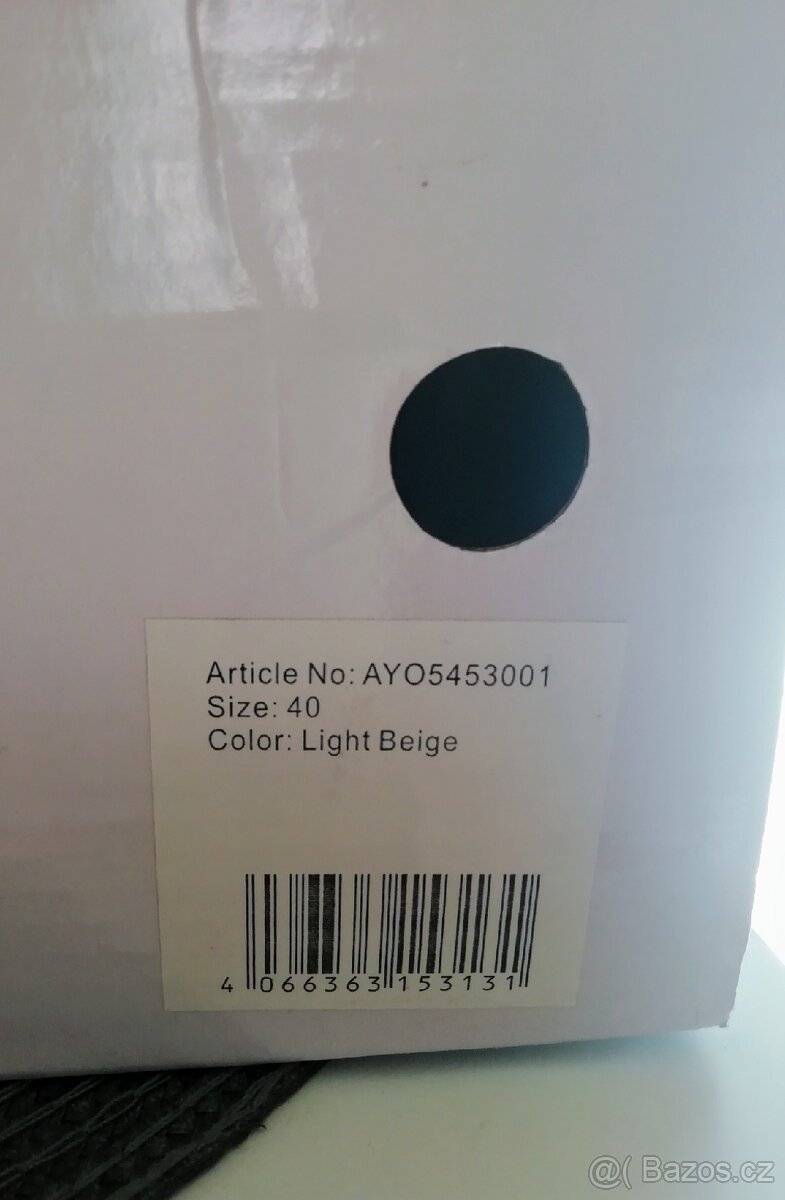 Article No: AYO5453001
Size: 40
Color: Light Beige
4 066363 153131
@( Bazos.cz